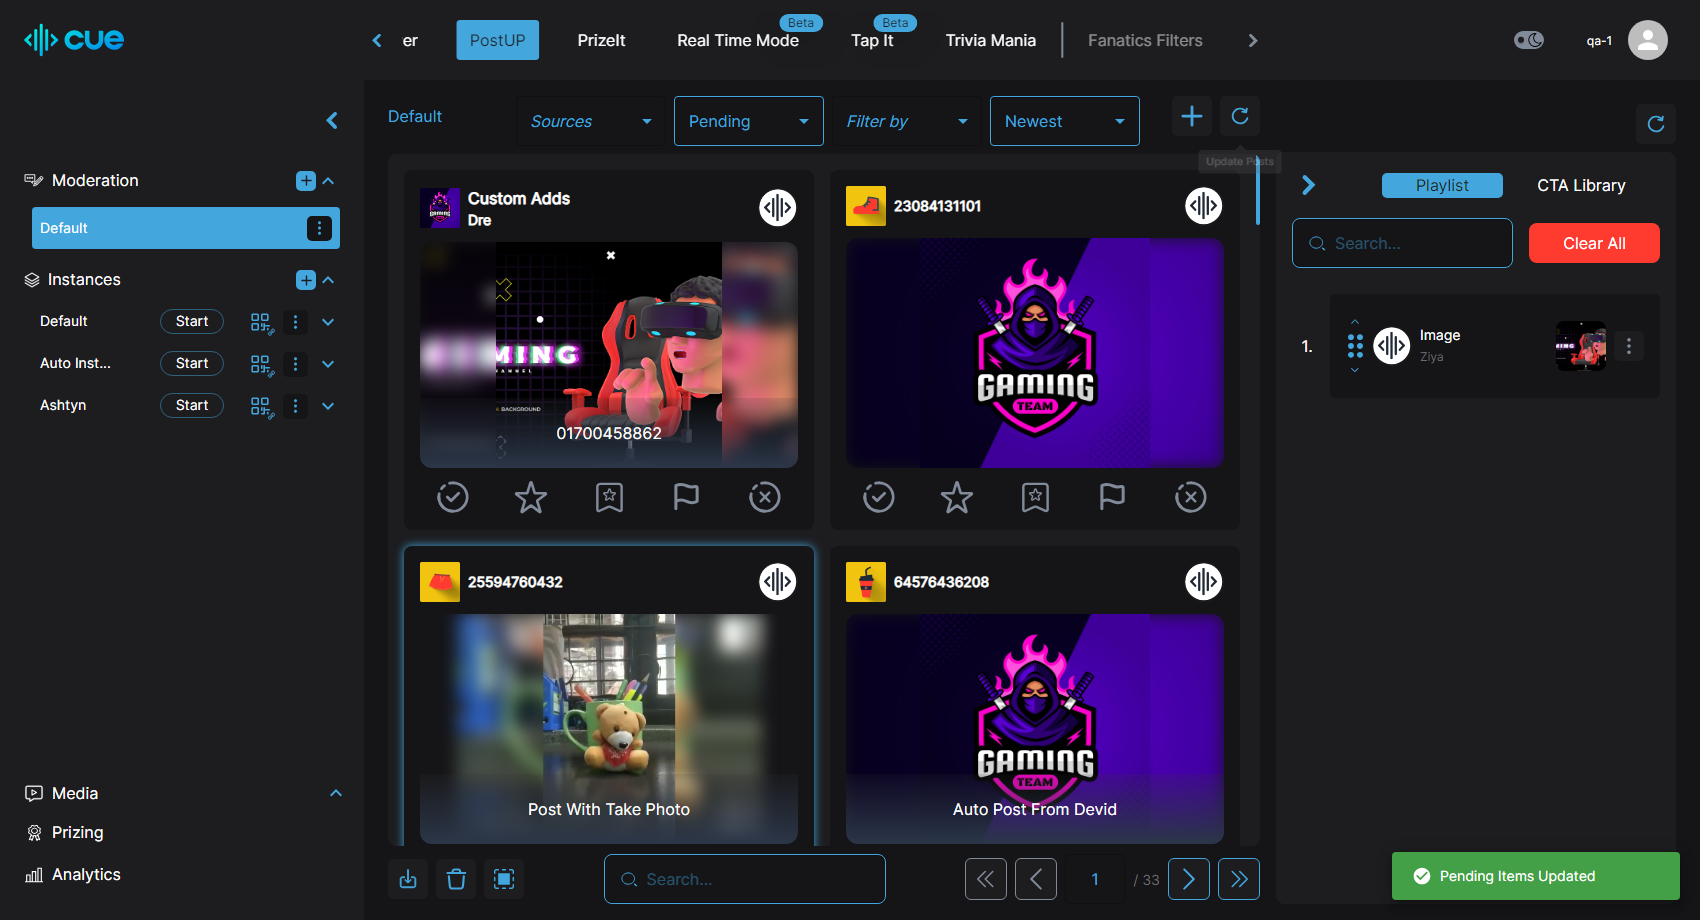 cue
er
PostUP
PrizeIt
Real Time Mode
Beta
Tap It
Beta
Trivia Mania
Fanatics Filters
qa-1
Default
Sources
Pending
Filter by
Newest
Update Posts
Moderation
Default
Instances
Default
Start
Auto Inst...
Start
Ashtyn
Start
Media
Prizing
Analytics
Custom Adds
Dre
MING
CHANNEL
BACKGROUND
01700458862
23084131101
GAMING
TEAM
25594760432
Post With Take Photo
64576436208
GAMING
TEAM
Auto Post From Devid
Search...
1
/ 33
Playlist
CTA Library
Search...
Clear All
1.
Image
Ziya
Pending Items Updated